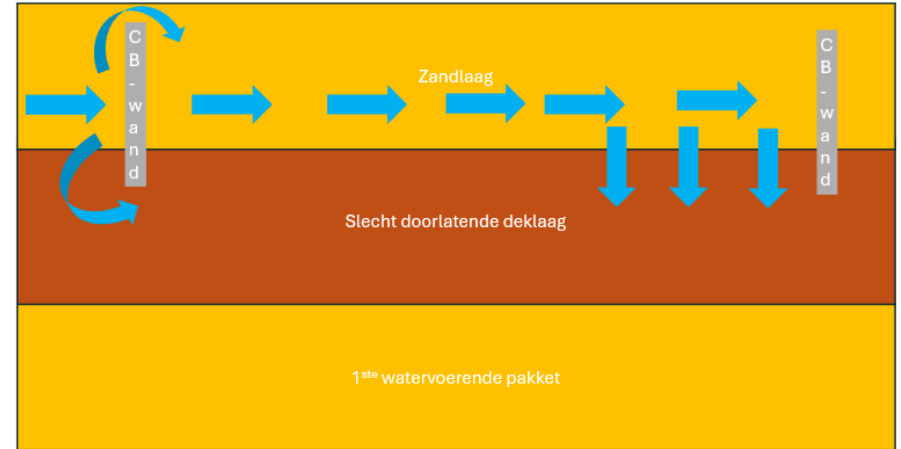 CB-wand
Zandlaag
CB-wand
Slecht doorlatende deklaag
1ste watervoerende pakket